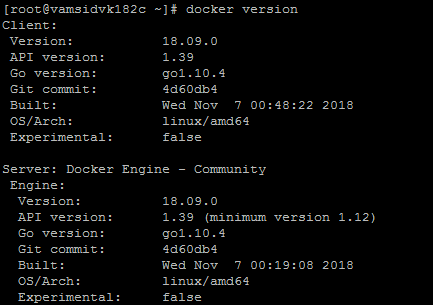 [root@vamsidvk182c ~]# docker version
Client:
 Version:           18.09.0
 API version:       1.39
 Go version:        go1.10.4
 Git commit:        4d60db4
 Built:             Wed Nov  7 00:48:22 2018
 OS/Arch:           linux/amd64
 Experimental:      false

Server: Docker Engine - Community
 Engine:
  Version:          18.09.0
  API version:      1.39 (minimum version 1.12)
  Go version:       go1.10.4
  Git commit:       4d60db4
  Built:            Wed Nov  7 00:19:08 2018
  OS/Arch:          linux/amd64
  Experimental:     false